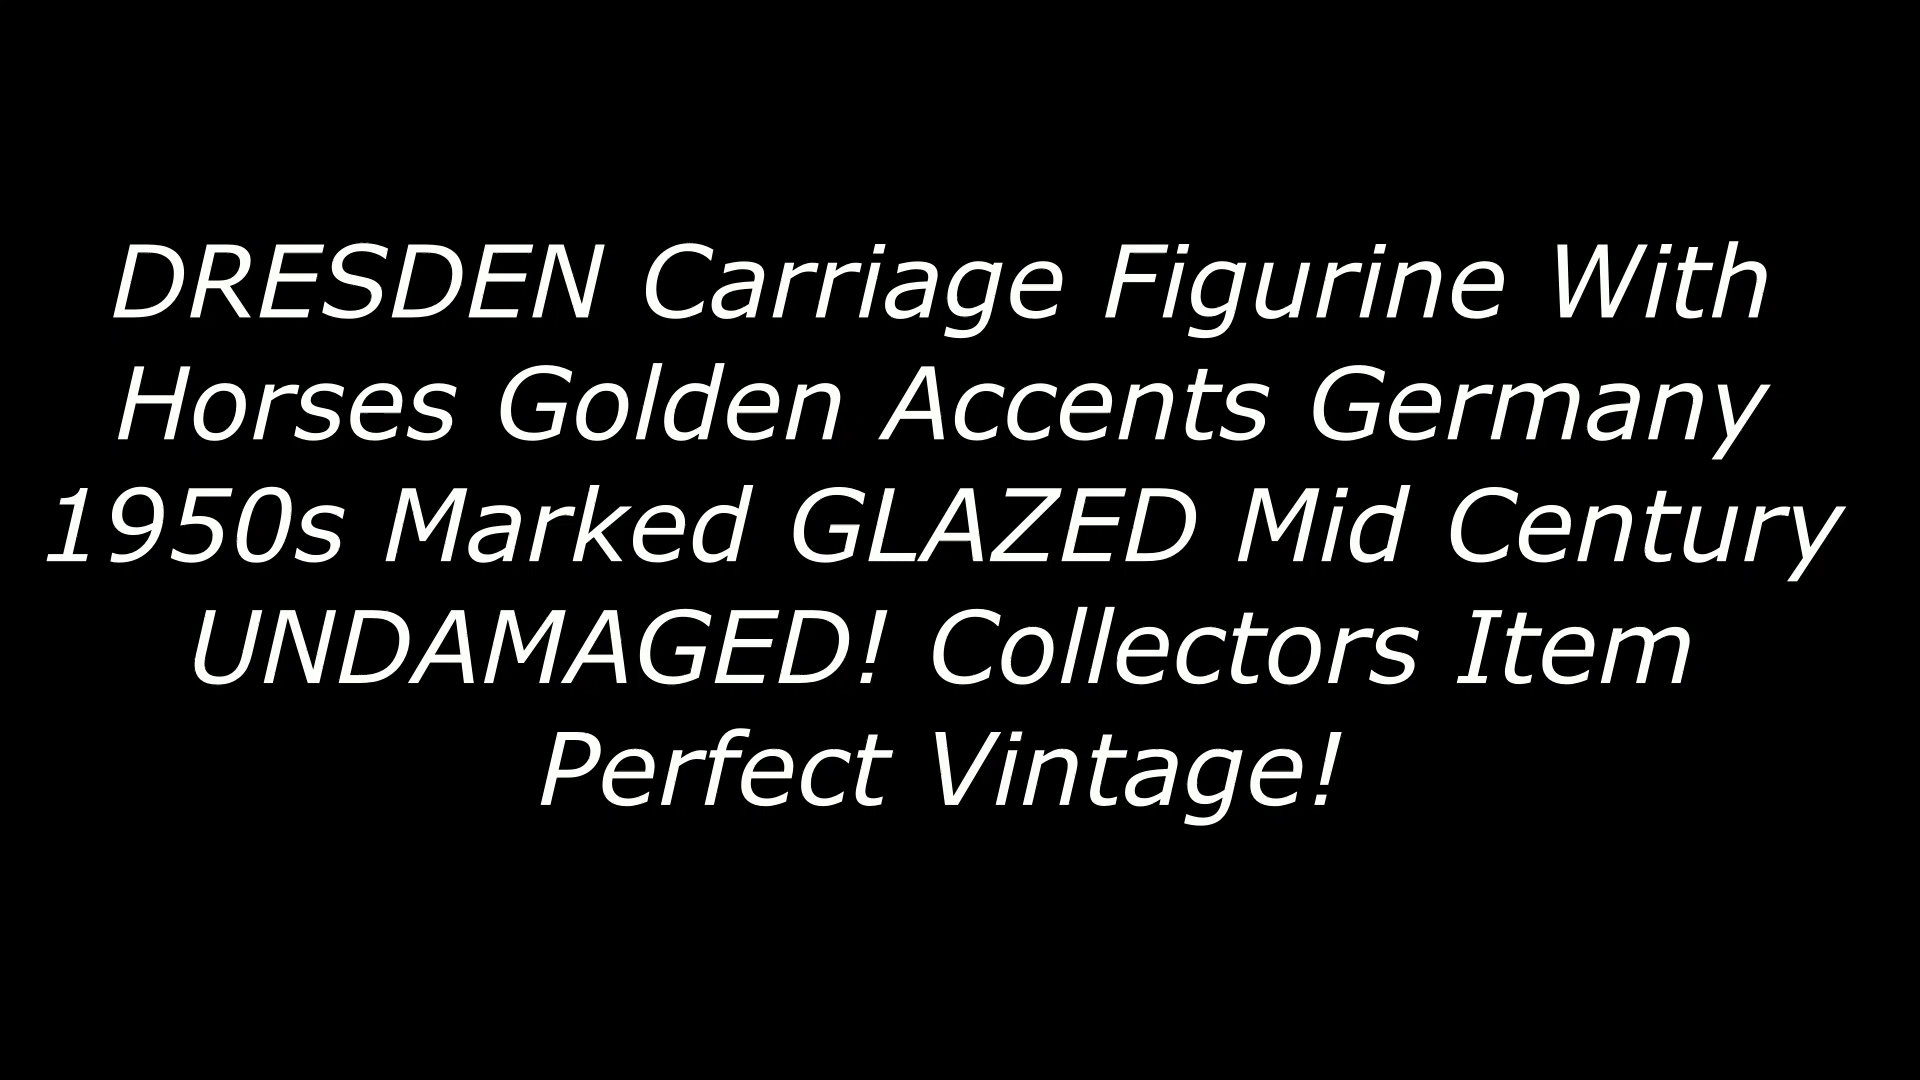 DRESDEN Carriage Figurine With
Horses Golden Accents Germany
1950s Marked GLAZED Mid Century
UNDAMAGED! Collectors Item
Perfect Vintage!